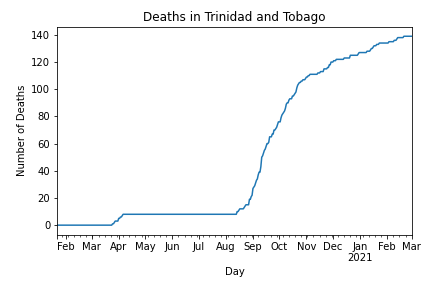 Deaths in Trinidad and Tobago
140
120
100
80
60
40
20
0
Number of Deaths
Feb Mar Apr May Jun Jul Aug Sep Oct Nov Dec Jan Feb Mar
2021
Day